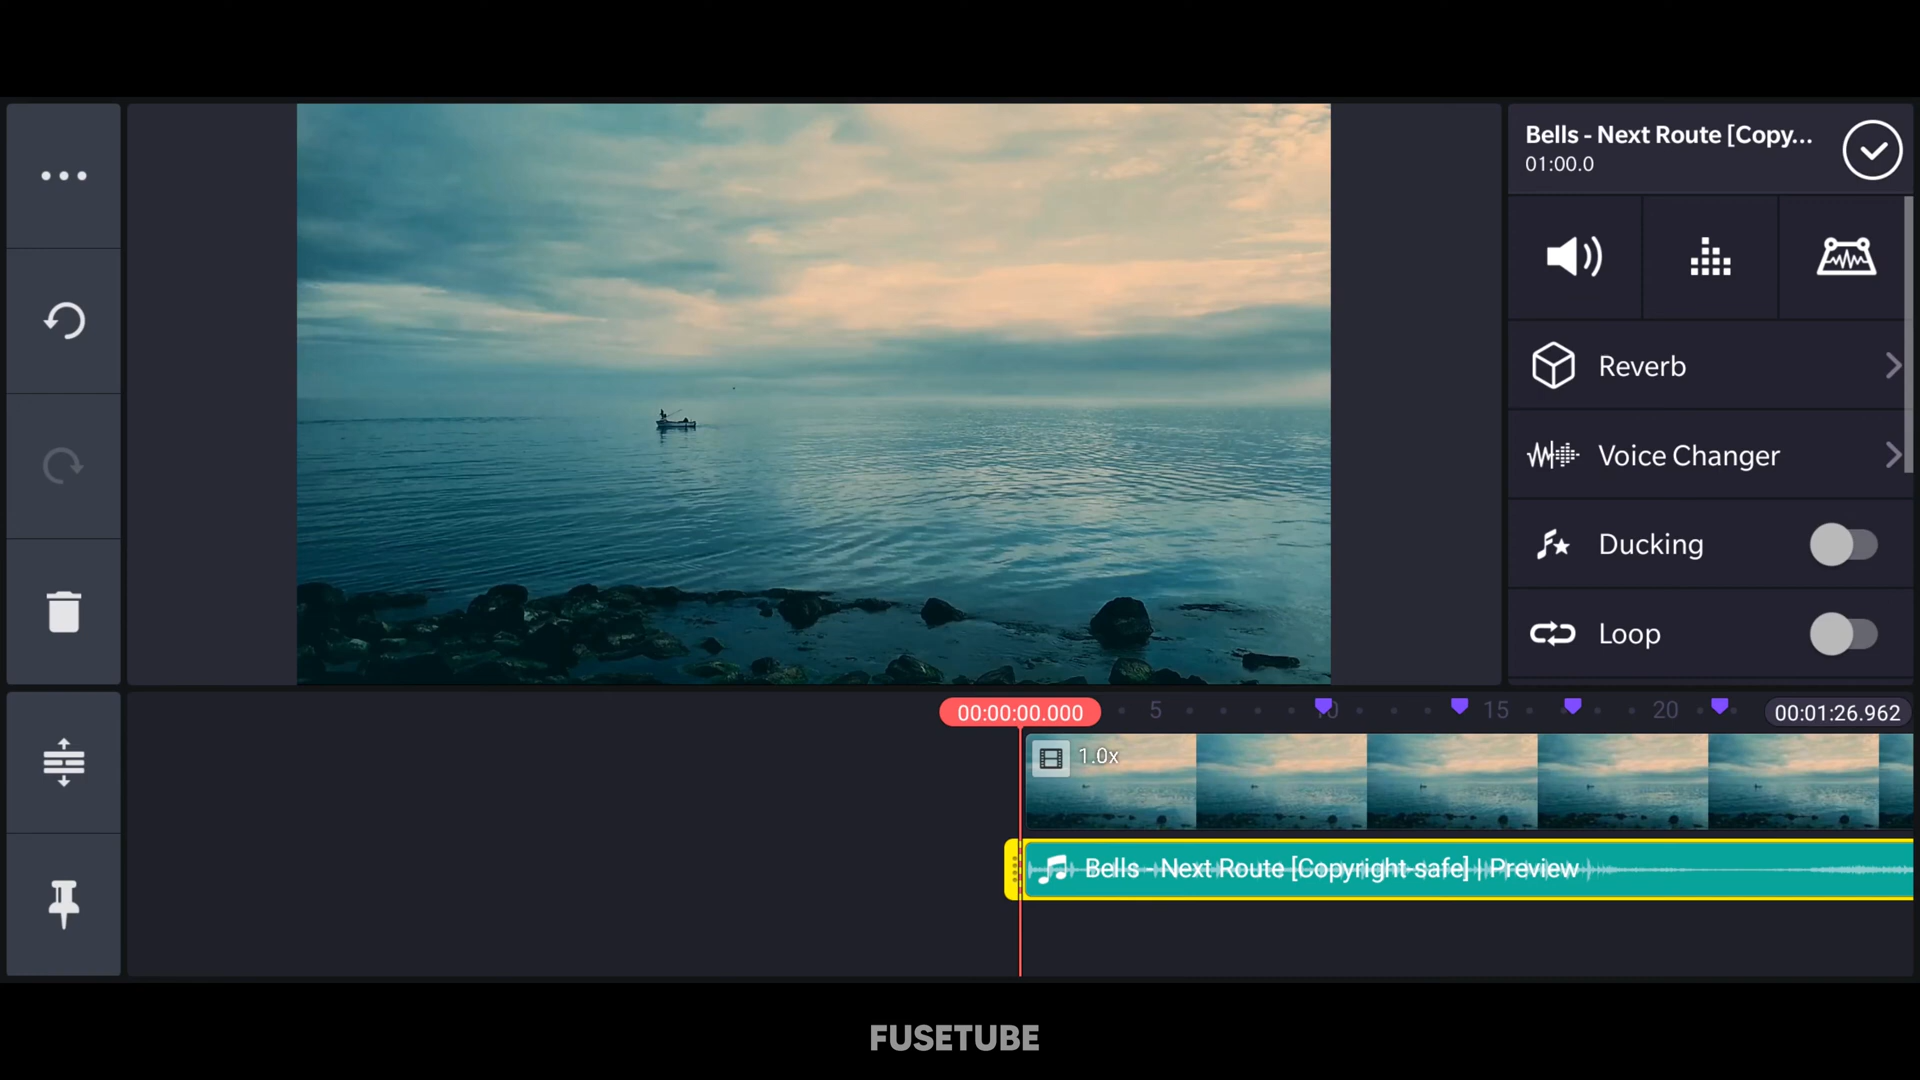 Bells - Next Route [Copy...
01:00.0
Reverb
Voice Changer
Ducking
Loop
00:00:00.000
5
10
15
20
00:01:26.962
1.0x
Bells - Next Route [Copyright-safe] | Preview
FUSETUBE